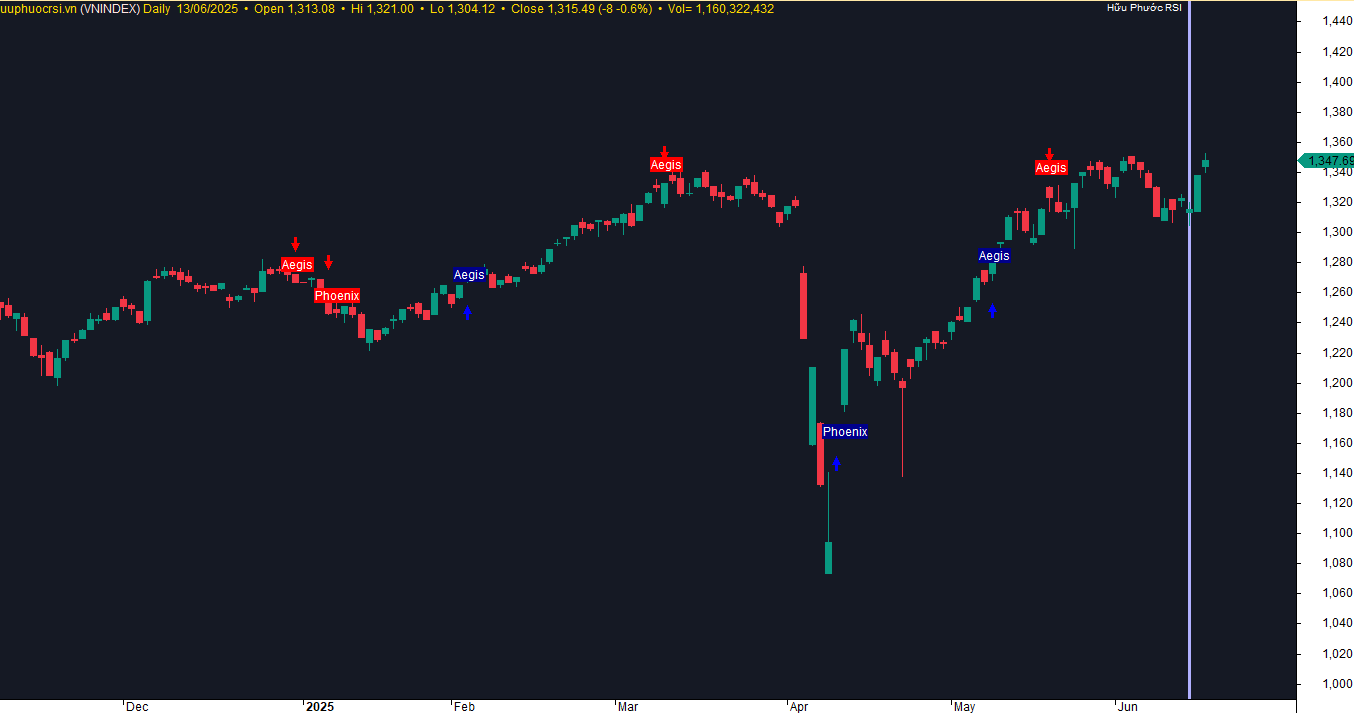 uuphuocrsi.vn (VNINDEX) Daily 13/06/2025 • Open 1,313.08 • Hi 1,321.00 • Lo 1,304.12 • Close 1,315.49 (-8 -0.6%) • Vol= 1,160,322,432
Hữu Phước RSI
1,440
1,420
1,400
1,380
1,360
1,347.69
1,340
1,320
1,300
1,280
1,260
1,240
1,220
1,200
1,180
1,160
1,140
1,120
1,100
1,080
1,060
1,040
1,020
1,000
Aegis
Phoenix
Aegis
Aegis
Phoenix
Aegis
Aegis
Dec 2025 Feb Mar Apr May Jun